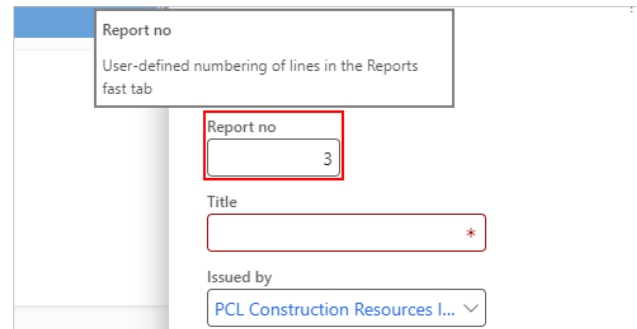 Report no
User-defined numbering of lines in the Reports
fast tab
Report no
3
Title
*
Issued by
PCL Construction Resources I...